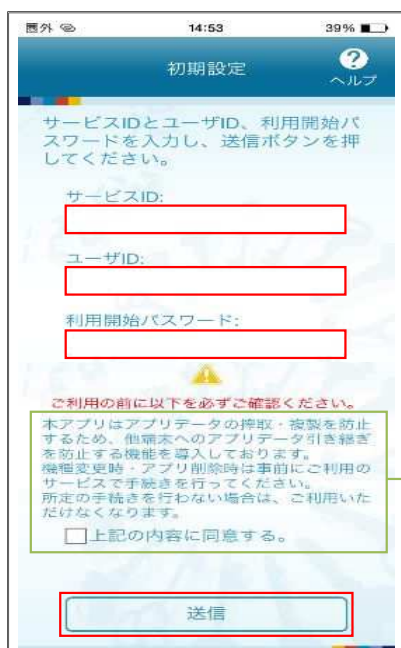 圏外 14:53 39%
初期設定
?
ヘルプ
サービスIDとユーザID、利用開始パ
スワードを入力し、送信ボタンを押
してください。
サービスID:
ユーザID:
利用開始パスワード:
ご利用の前に以下を必ずご確認ください。
本アプリはアプリデータの搾取・複製を防止
するため、他端末へのアプリデータ引き継ぎ
を防止する機能を導入しております。
機種変更時・アプリ削除時は事前にご利用の
サービスで手続きを行ってください。
所定の手続きを行わない場合は、ご利用いた
だけなくなります。
上記の内容に同意する。
送信